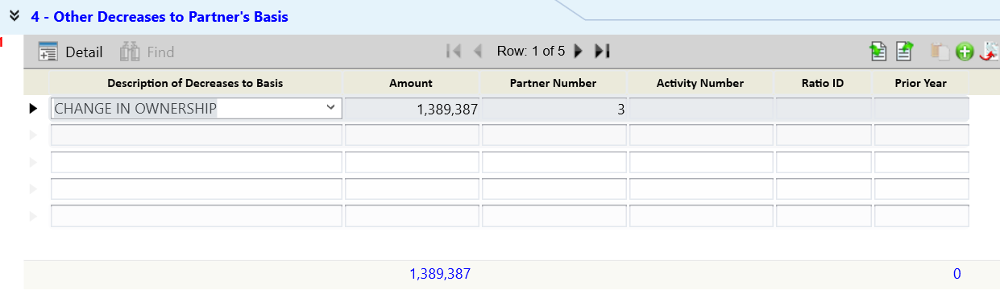 4 - Other Decreases to Partner's Basis
Detail Find Row: 1 of 5
Description of Decreases to Basis Amount Partner Number Activity Number Ratio ID Prior Year
CHANGE IN OWNERSHIP 1,389,387 3
1,389,387 0